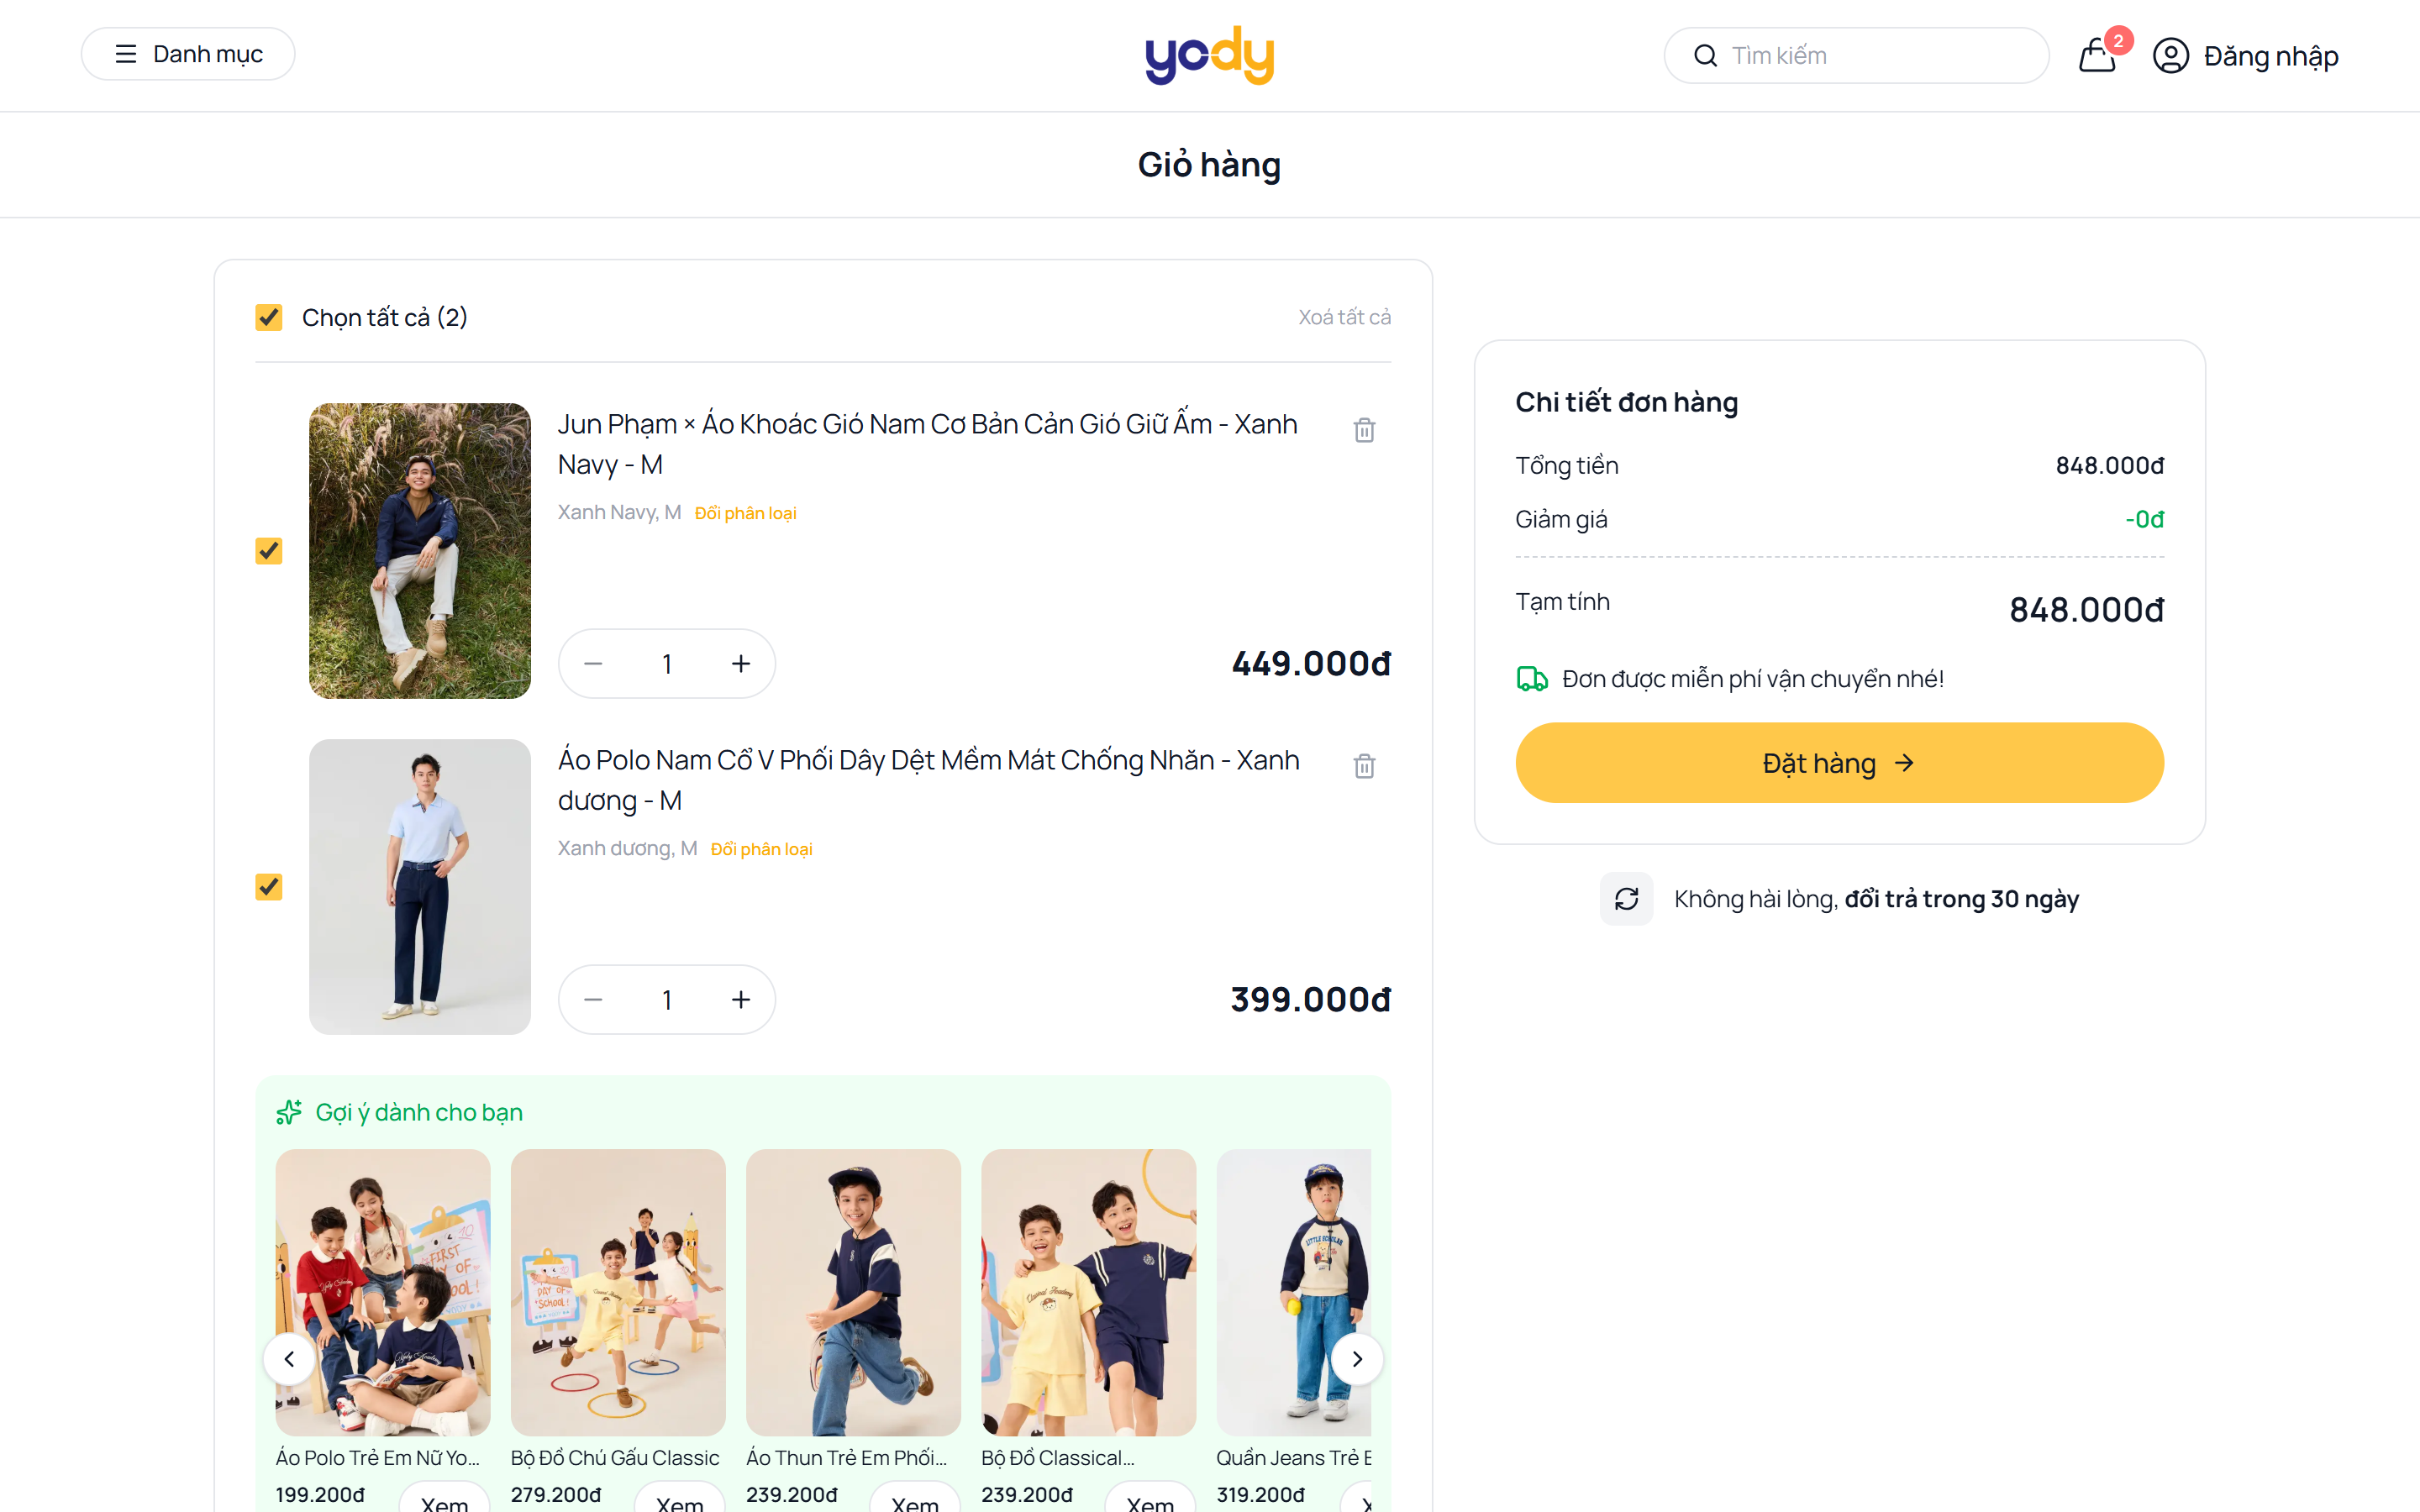 Danh mục
yody
Tìm kiếm
2
Đăng nhập
Giỏ hàng
Chọn tất cả (2)
Xoá tất cả
Jun Phạm × Áo Khoác Gió Nam Cơ Bản Cản Gió Giữ Ấm - Xanh
Navy - M
Xanh Navy, M Đổi phân loại
1
449.000đ
Áo Polo Nam Cổ V Phối Dây Dệt Mềm Mát Chống Nhăn - Xanh
dương - M
Xanh dương, M Đổi phân loại
1
399.000đ
Chi tiết đơn hàng
Tổng tiền 848.000đ
Giảm giá -0đ
Tạm tính 848.000đ
Đơn được miễn phí vận chuyển nhé!
Đặt hàng
Không hài lòng, đổi trả trong 30 ngày
Gợi ý dành cho bạn
Áo Polo Trẻ Em Nữ Yo...
199.200đ
Xem
Bộ Đồ Chú Gấu Classic
279.200đ
Xem
Áo Thun Trẻ Em Phối...
239.200đ
Xem
Bộ Đồ Classical...
239.200đ
Xem
Quần Jeans Trẻ E
319.200đ